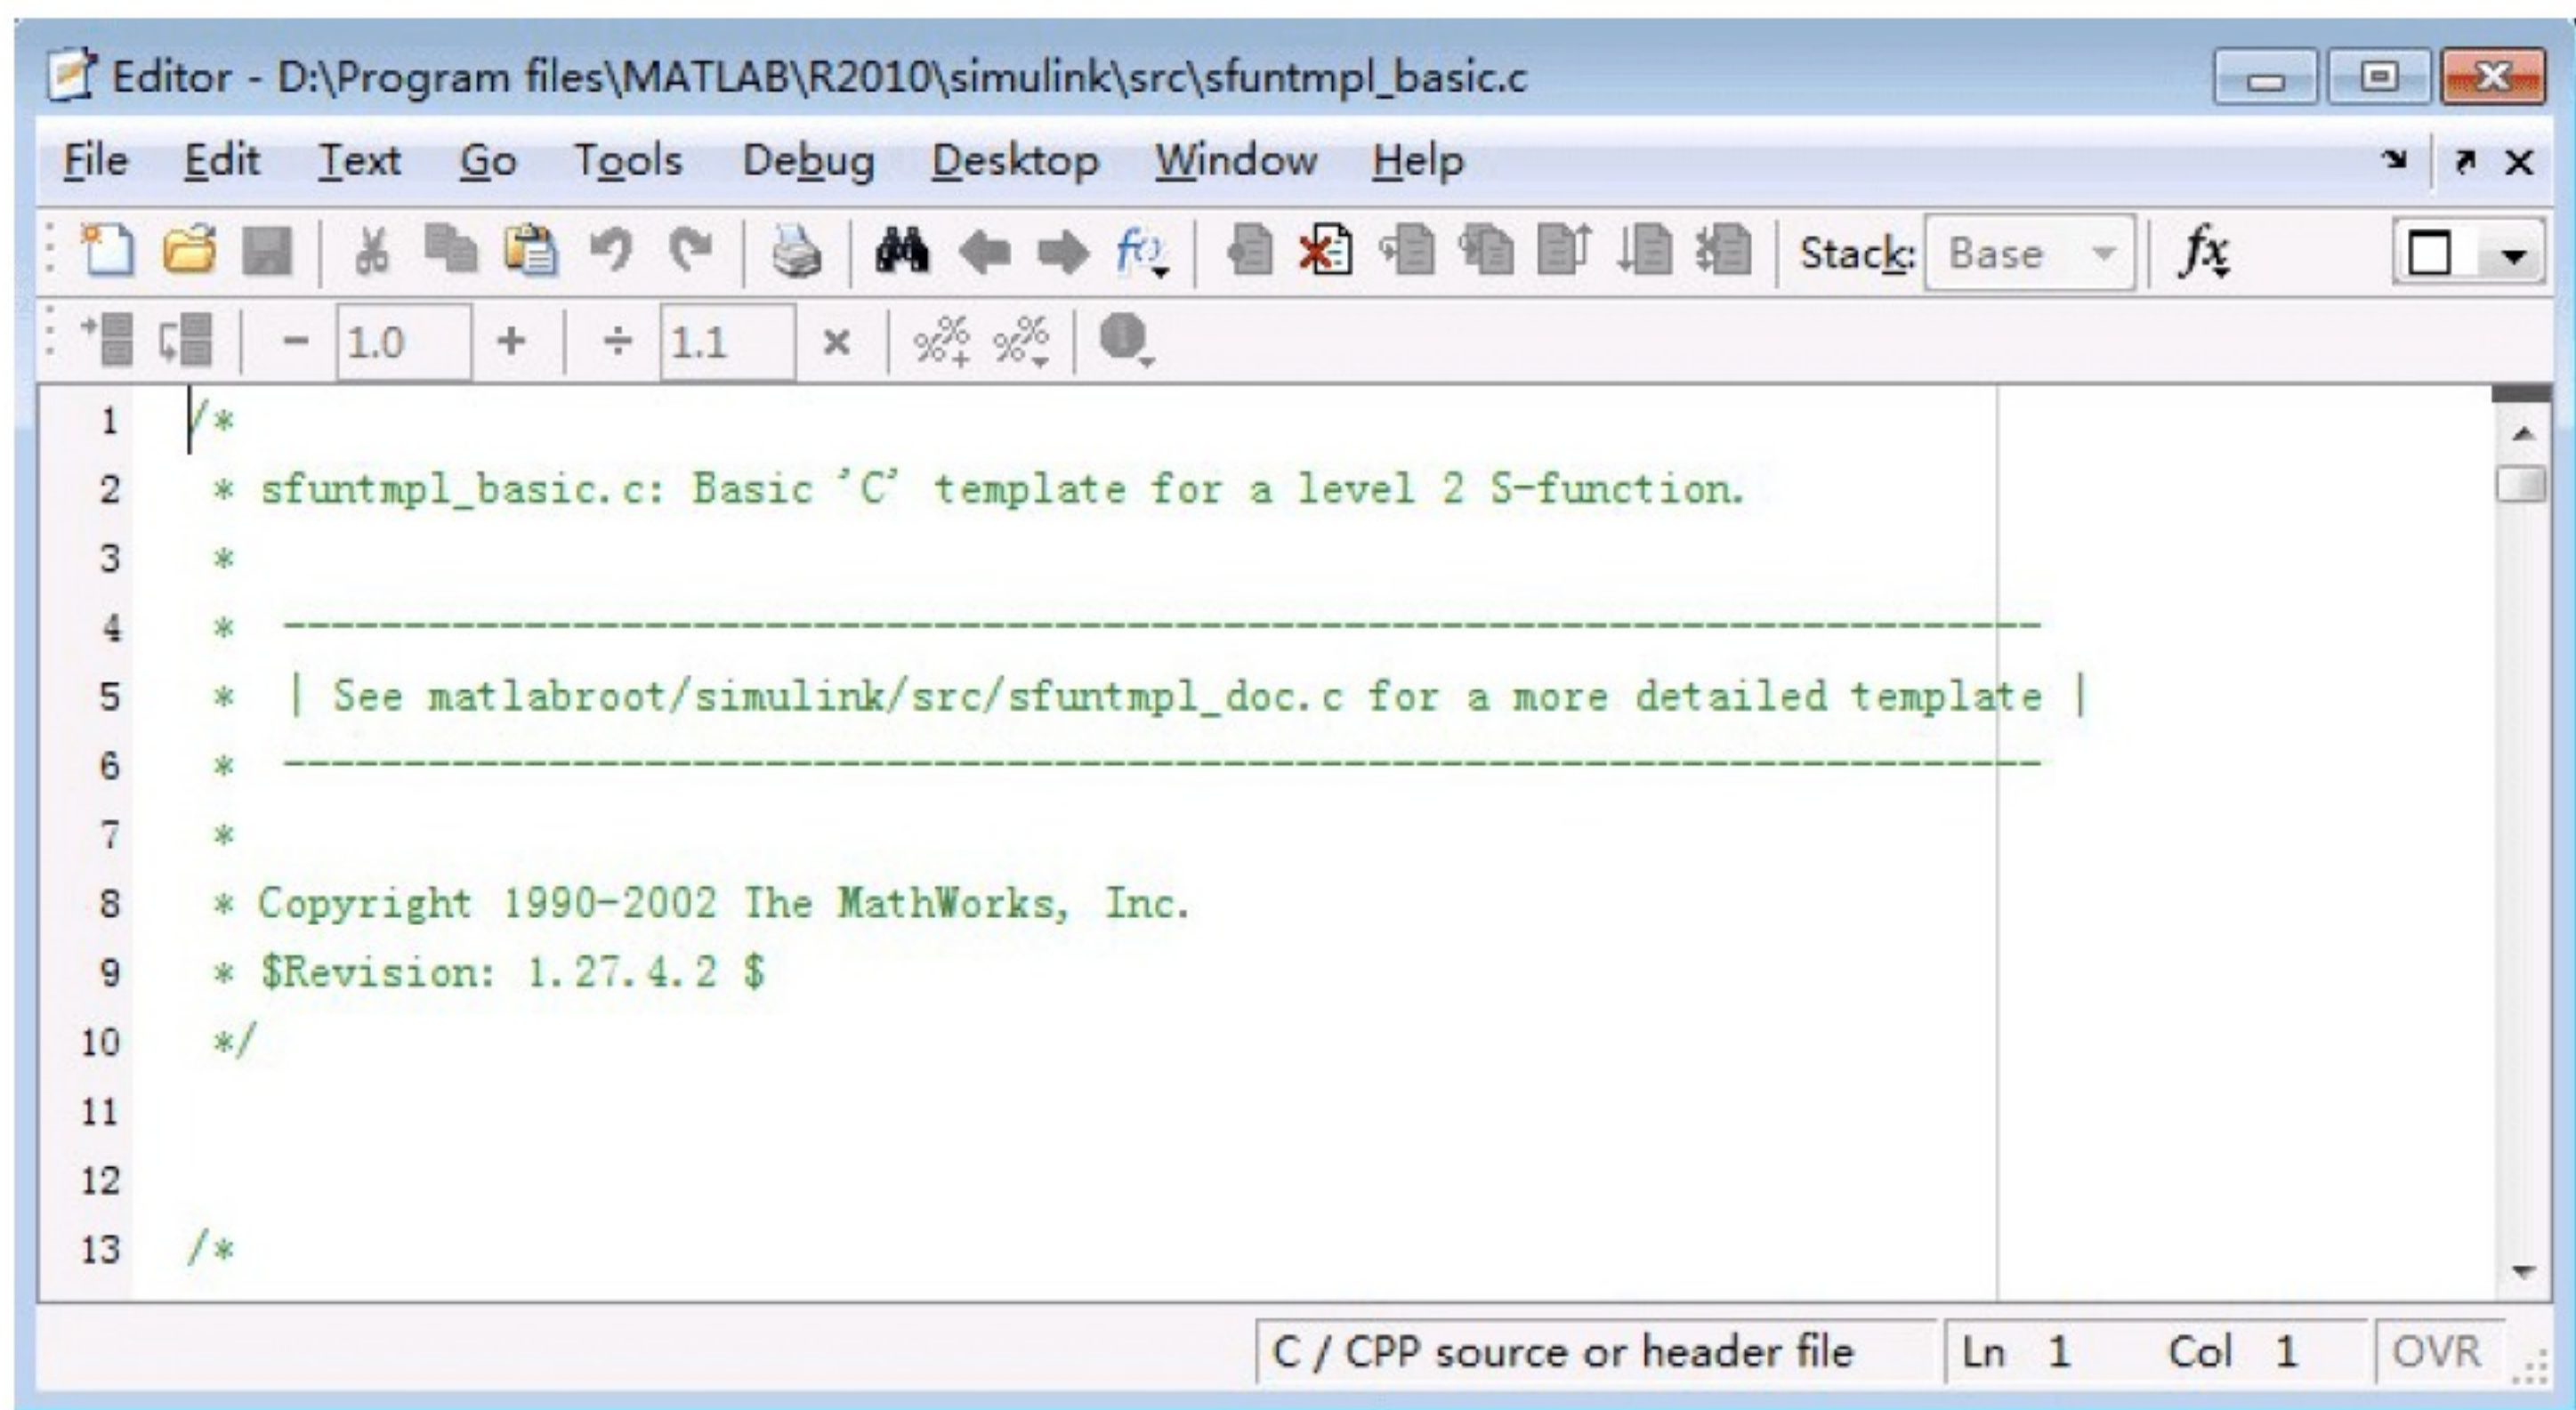 Editor - D:\Program files\MATLAB\R2010\simulink\src\sfuntmpl_basic.c
File Edit Text Go Tools Debug Desktop Window Help
Stack: Base fx
- 1.0 + ÷ 1.1 ×
1 /*
2 * sfuntmpl_basic.c: Basic 'C' template for a level 2 S-function.
3 *
4 * -------------------------------------------------------------------------
5 * | See matlabroot/simulink/src/sfuntmpl_doc.c for a more detailed template |
6 * -------------------------------------------------------------------------
7 *
8 * Copyright 1990-2002 The MathWorks, Inc.
9 * $Revision: 1.27.4.2 $
10 */
11
12
13 /*
C / CPP source or header file Ln 1 Col 1 OVR